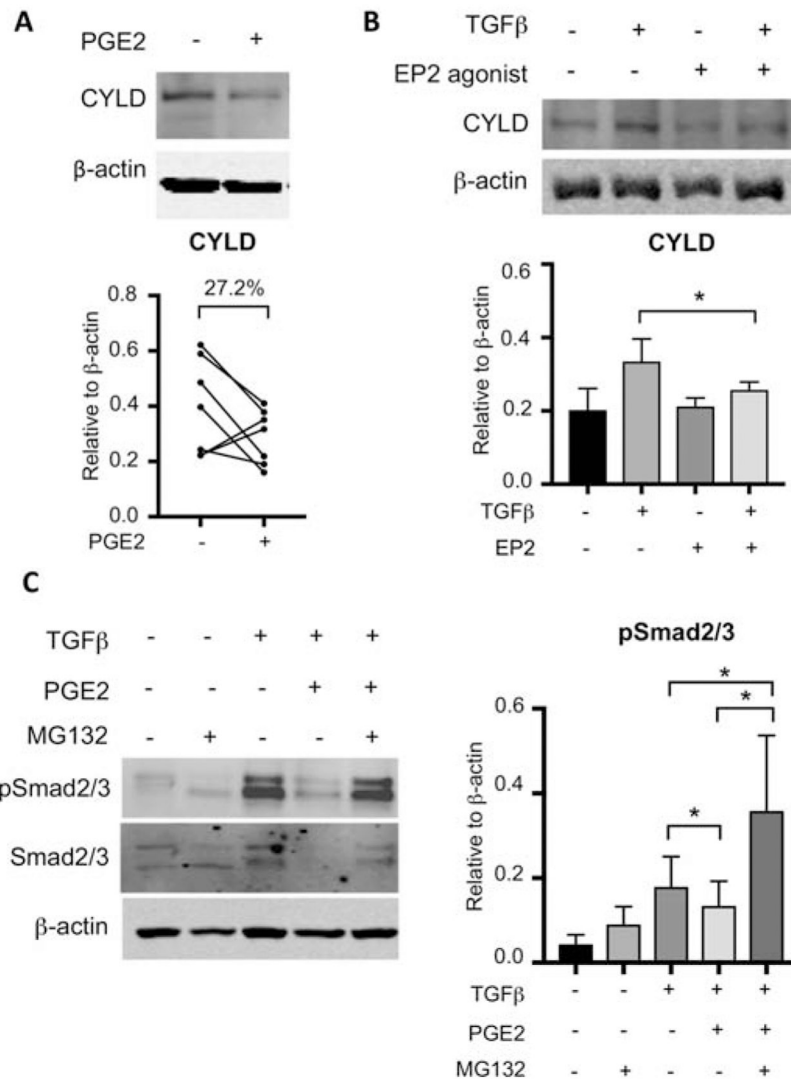 A
PGE2 - +
CYLD
β-actin
CYLD
27.2%
Relative to β-actin
0.8
0.6
0.4
0.2
0.0
PGE2 - +
B
TGFβ - + - +
EP2 agonist - - + +
CYLD
β-actin
CYLD
*
Relative to β-actin
0.6
0.4
0.2
0.0
TGFβ - + - +
EP2 - - + +
C
TGFβ - - + + +
PGE2 - - - + +
MG132 - + - - +
pSmad2/3
Smad2/3
β-actin
pSmad2/3
*
*
*
Relative to β-actin
0.6
0.4
0.2
0.0
TGFβ - - + + +
PGE2 - - - + +
MG132 - + - - +